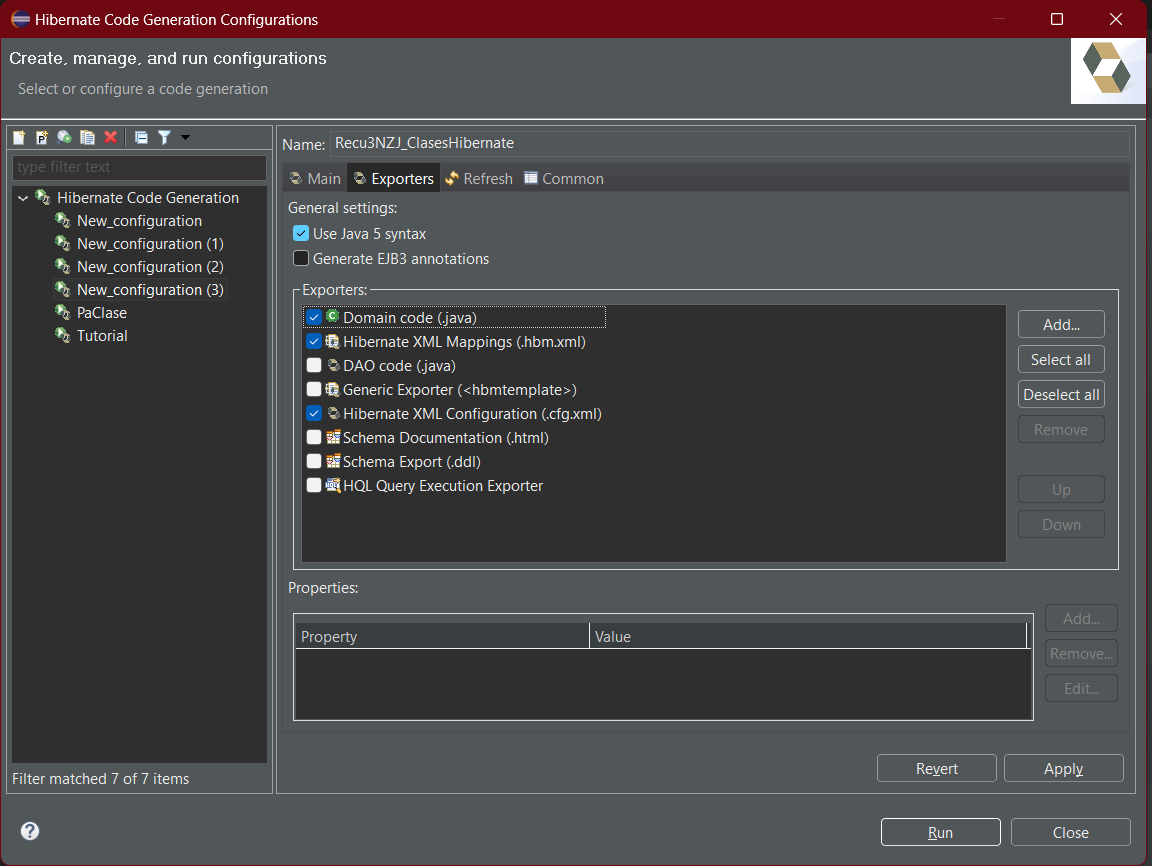 Hibernate Code Generation Configurations
Create, manage, and run configurations
Select or configure a code generation
type filter text
Hibernate Code Generation
New_configuration
New_configuration (1)
New_configuration (2)
New_configuration (3)
PaClase
Tutorial
Filter matched 7 of 7 items
Name: Recu3NZJ_ClasesHibernate
Main Exporters Refresh Common
General settings:
Use Java 5 syntax
Generate EJB3 annotations
Exporters:
Domain code (.java)
Hibernate XML Mappings (.hbm.xml)
DAO code (.java)
Generic Exporter (<hbmtemplate>)
Hibernate XML Configuration (.cfg.xml)
Schema Documentation (.html)
Schema Export (.ddl)
HQL Query Execution Exporter
Add...
Select all
Deselect all
Remove
Up
Down
Properties:
Property Value
Add...
Remove...
Edit...
Revert Apply
Run Close